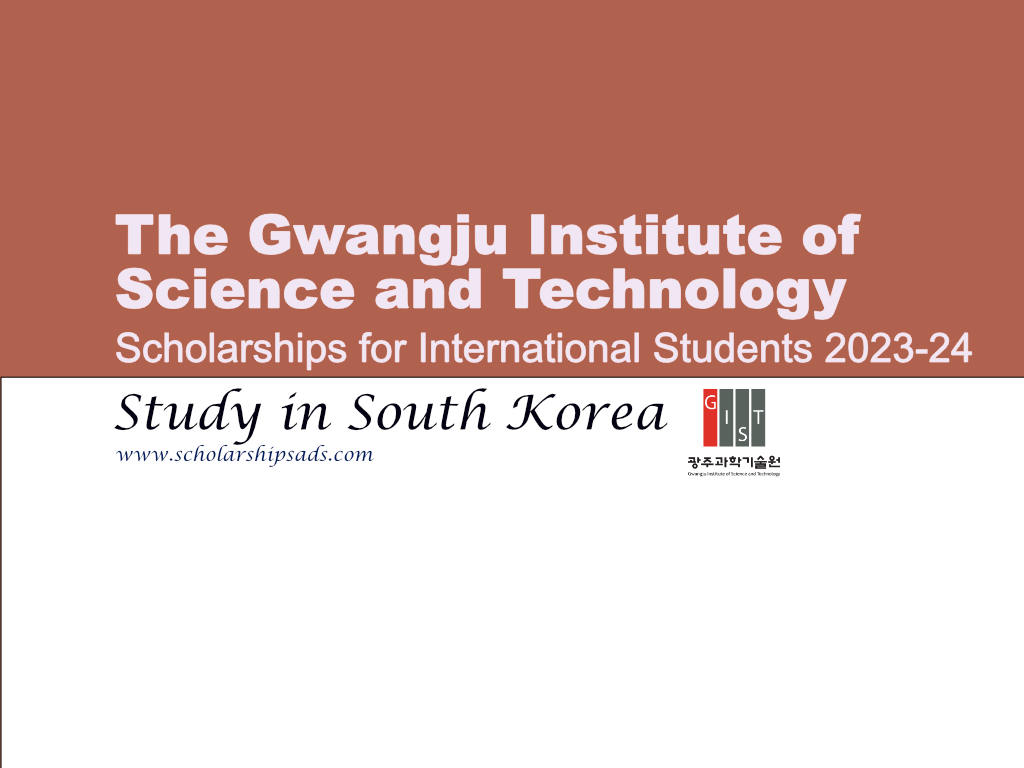 The Gwangju Institute of
Science and Technology
Scholarships for International Students 2023-24
Study in South Korea
www.scholarshipsads.com
GIST
광주과학기술원
Gwangju Institute of Science and Technology